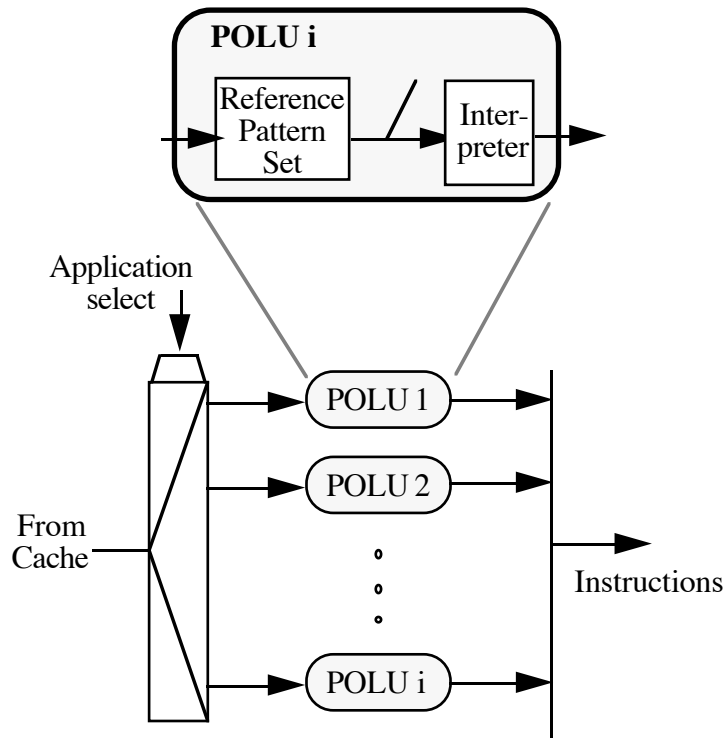 POLU i
Reference
Pattern
Set
Inter-
preter
Application
select
POLU 1
POLU 2
From
Cache
Instructions
POLU i